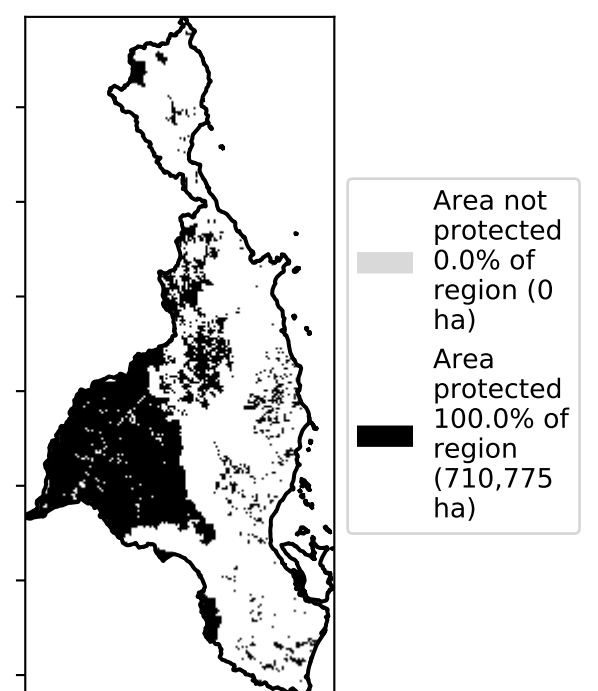 Area not
protected
0.0% of
region (0
ha)
Area
protected
100.0% of
region
(710,775
ha)